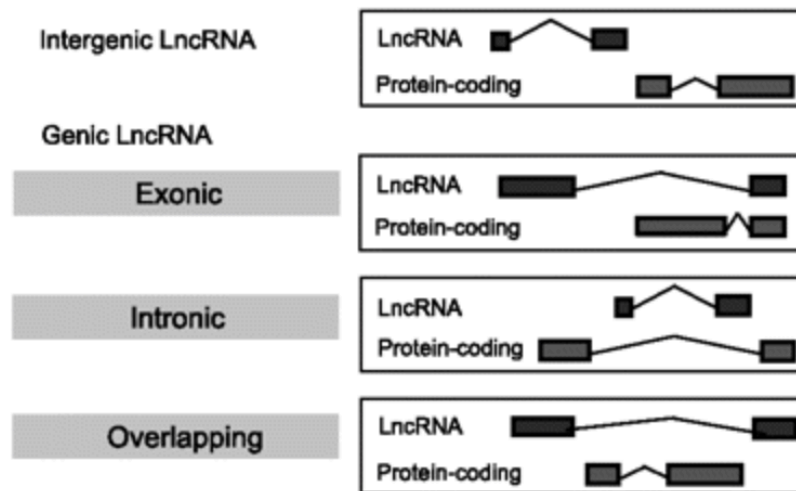 Intergenic LncRNA
LncRNA
Protein-coding
Genic LncRNA
Exonic
LncRNA
Protein-coding
Intronic
LncRNA
Protein-coding
Overlapping
LncRNA
Protein-coding